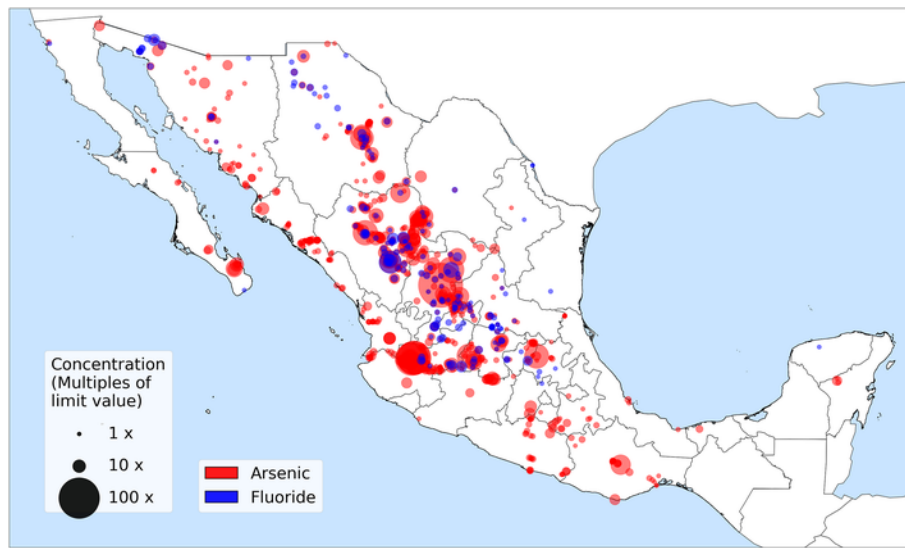 Concentration
(Multiples of
limit value)
1 x
10 x
100 x
Arsenic
Fluoride